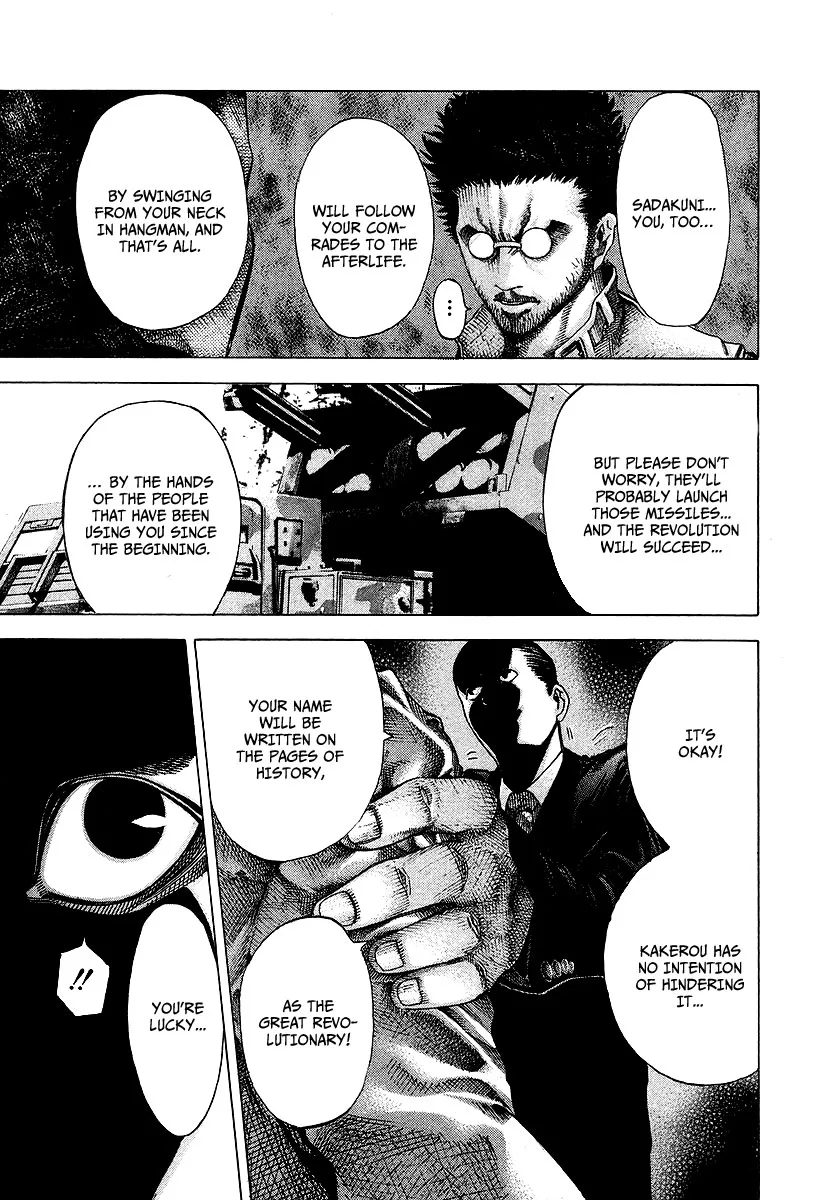 SADAKUNI...
YOU, TOO...
WILL FOLLOW
YOUR COM-
RADES TO THE
AFTERLIFE.
...
BY SWINGING
FROM YOUR NECK
IN HANGMAN, AND
THAT'S ALL.
BUT PLEASE DON'T
WORRY, THEY'LL
PROBABLY LAUNCH
THOSE MISSILES...
AND THE REVOLUTION
WILL SUCCEED...
... BY THE HANDS
OF THE PEOPLE
THAT HAVE BEEN
USING YOU SINCE
THE BEGINNING.
IT'S
OKAY!
KAKEROU HAS
NO INTENTION
OF HINDERING
IT...
YOUR NAME
WILL BE
WRITTEN ON
THE PAGES OF
HISTORY,
AS THE
GREAT REVO-
LUTIONARY!
YOU'RE
LUCKY...
!!